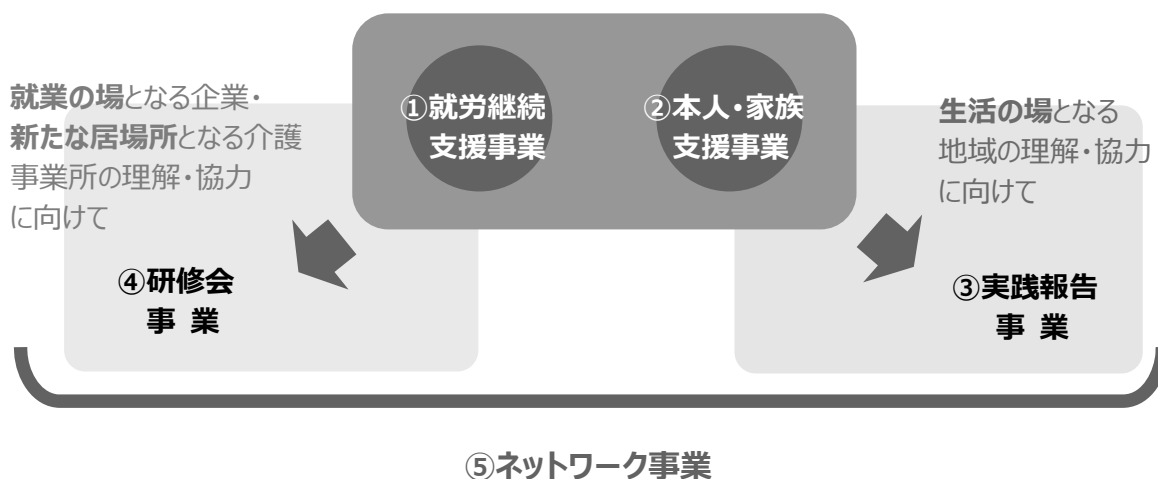 ①就労継続
支援事業
②本人・家族
支援事業
就業の場となる企業・
新たな居場所となる介護
事業所の理解・協力
に向けて
生活の場となる
地域の理解・協力
に向けて
④研修会
事 業
③実践報告
事 業
⑤ネットワーク事業